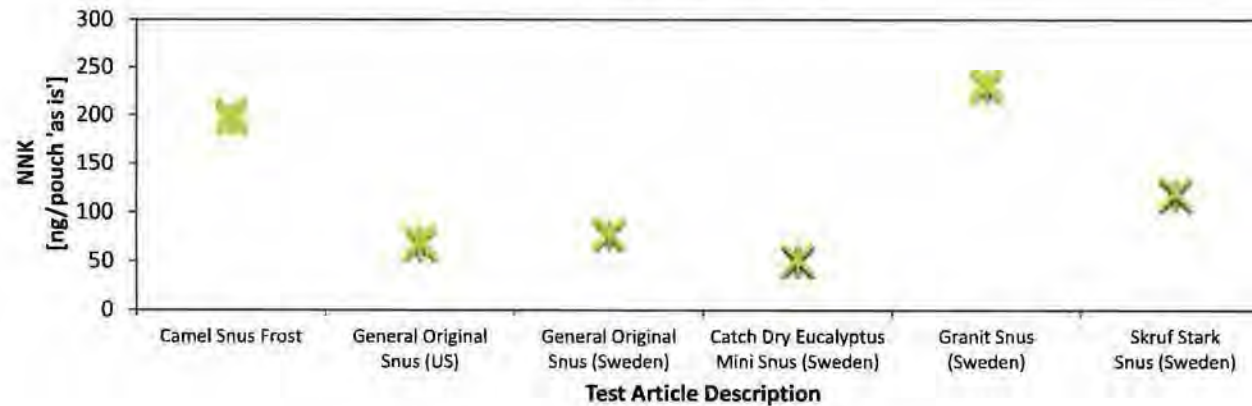 300
250
200
150
100
50
0
NNK
[ng/pouch 'as is']
Camel Snus Frost
General Original
Snus (US)
General Original
Snus (Sweden)
Catch Dry Eucalyptus
Mini Snus (Sweden)
Granit Snus
(Sweden)
Skruf Stark
Snus (Sweden)
Test Article Description